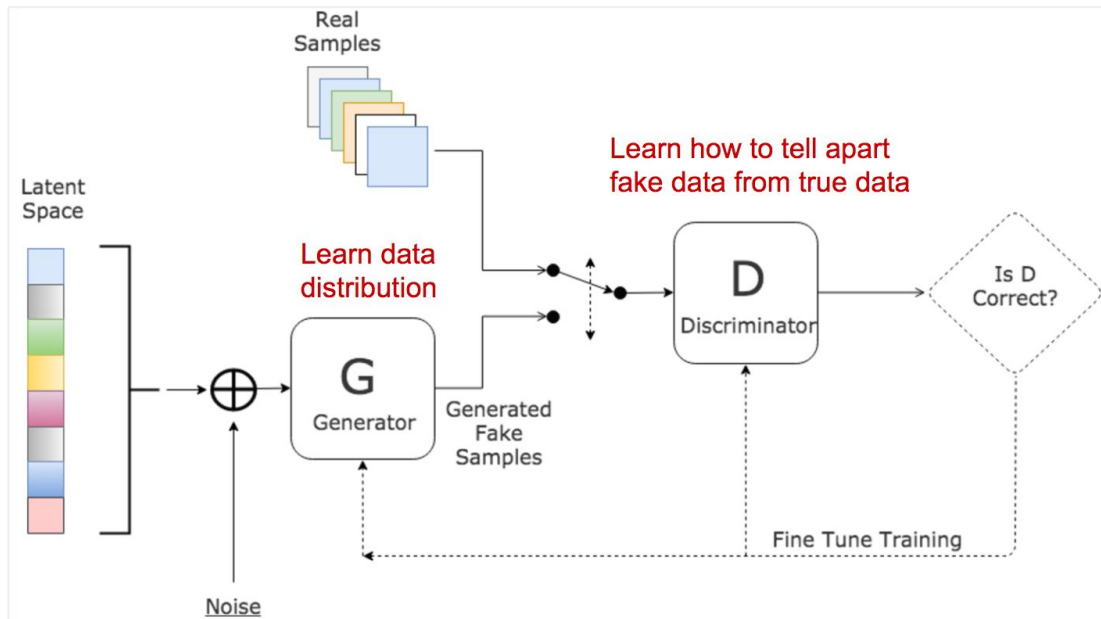 Real
Samples
Learn how to tell apart
fake data from true data
Latent
Space
Learn data
distribution
Is D
Correct?
D
Discriminator
G
Generator
Generated
Fake
Samples
Fine Tune Training
Noise